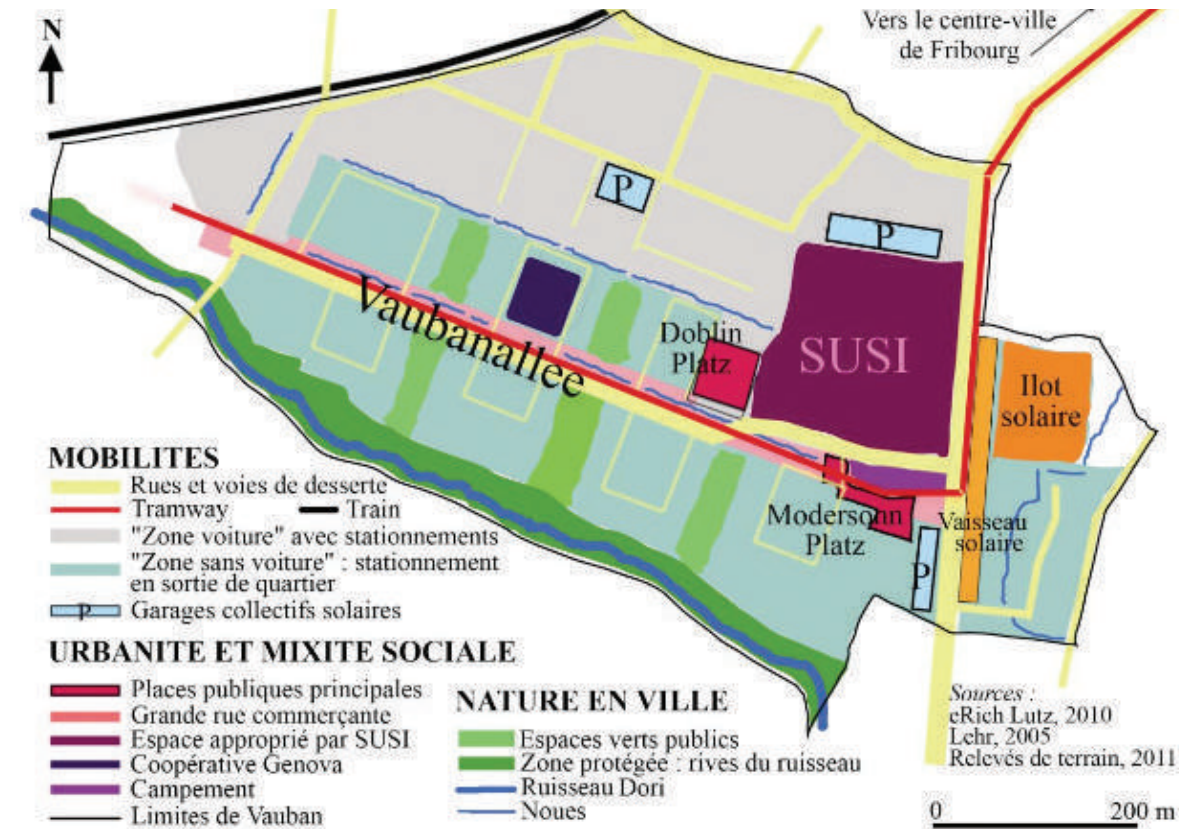 N
Vers le centre-ville
de Fribourg
P
P
Vaubanallee
Doblin
Platz
SUSI
Ilot
solaire
Modersonn
Platz
Vaisseau
solaire
P
MOBILITES
Rues et voies de desserte
Tramway
Train
"Zone voiture" avec stationnements
"Zone sans voiture" : stationnement
en sortie de quartier
P
Garages collectifs solaires
URBANITE ET MIXITE SOCIALE
Places publiques principales
Grande rue commerçante
Espace approprié par SUSI
Coopérative Genova
Campement
Limites de Vauban
NATURE EN VILLE
Espaces verts publics
Zone protégée : rives du ruisseau
Ruisseau Dori
Noues
Sources :
eRich Lutz, 2010
Lehr, 2005
Relevés de terrain, 2011
0 200 m